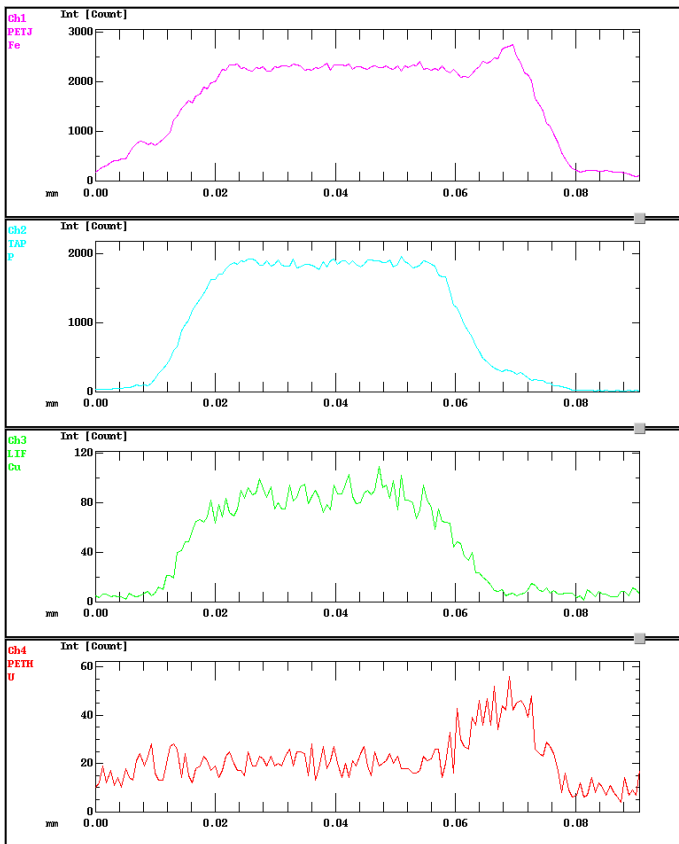 Ch1 Int [Count]
PETJ 3000
Fe
2000
1000
0
mm 0.00 0.02 0.04 0.06 0.08
Ch2 Int [Count]
TAP 2000
P
1000
0
mm 0.00 0.02 0.04 0.06 0.08
Ch3 Int [Count]
LIF 120
Cu
80
40
0
mm 0.00 0.02 0.04 0.06 0.08
Ch4 Int [Count]
PETH 60
U
40
20
0
mm 0.00 0.02 0.04 0.06 0.08